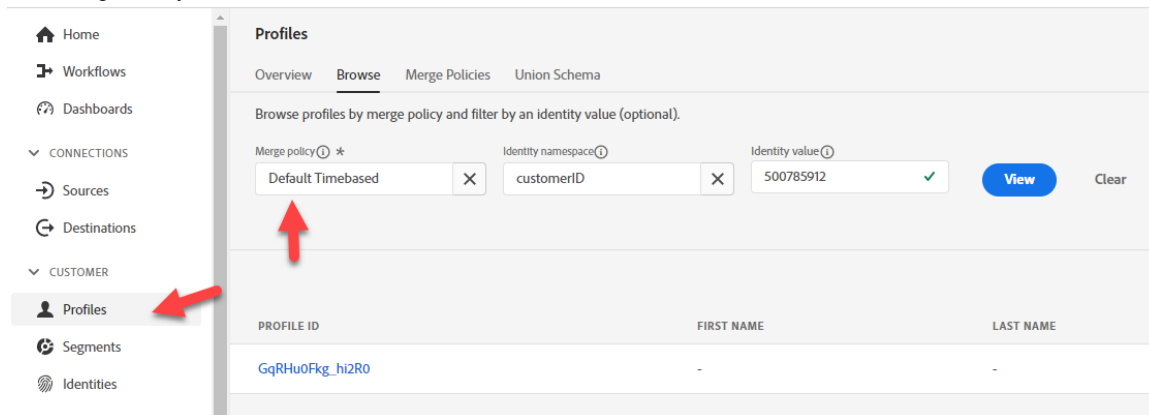 Home
Workflows
Dashboards
CONNECTIONS
Sources
Destinations
CUSTOMER
Profiles
Segments
Identities
Profiles
Overview Browse Merge Policies Union Schema
Browse profiles by merge policy and filter by an identity value (optional).
Merge policy * Identity namespace Identity value
Default Timebased customerID 500785912 View Clear
PROFILE ID FIRST NAME LAST NAME
GqRHu0Fkg_hi2R0 - -